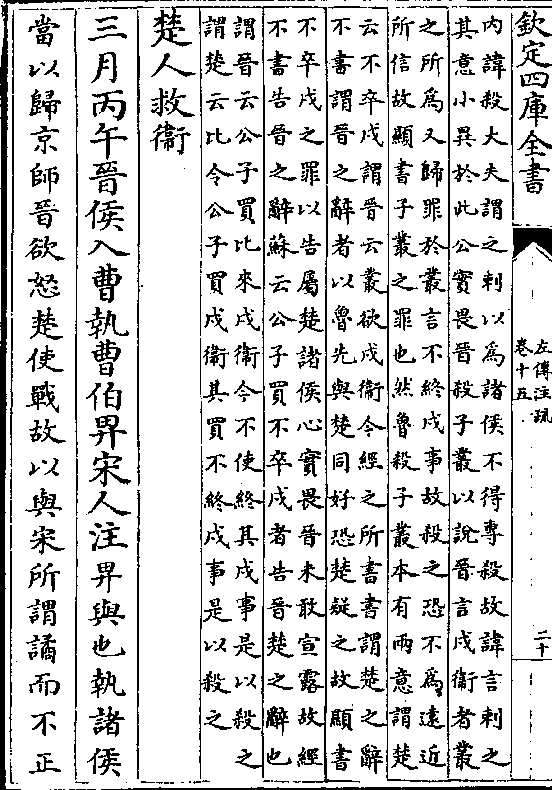 欽定四庫全書
左傳注疏
卷十五
二十
内諱殺大夫謂之刺以為諸侯不得專殺故諱言刺之
其意小異於此公實畏晉殺子叢以說晉言戍衛者叢
之所為又歸罪於叢言不終戍事故殺之恐不為逺近
所信故顯書子叢之罪也然魯殺子叢本有兩意謂楚
云不卒戍謂晉云叢欲戍衛今經之所書書謂楚之辭
不書謂晉之辭者以魯先與楚同好恐楚疑之故顯書
不卒戍之罪以告屬楚諸侯心實畏晉未敢宣露故經
不書告晉之辭蘇云公子買不卒戍者告晉楚之辭也
謂晉云公子買比來戍衛今不使終其戍事是以殺之
謂楚云比令公子買戍衛其買不終戍事是以殺之
楚人救衛
三月丙午晉侯入曹執曹伯畀宋人注畀與也執諸侯
當以歸京師晉欲怒楚使戰故以與宋所謂譎而不正